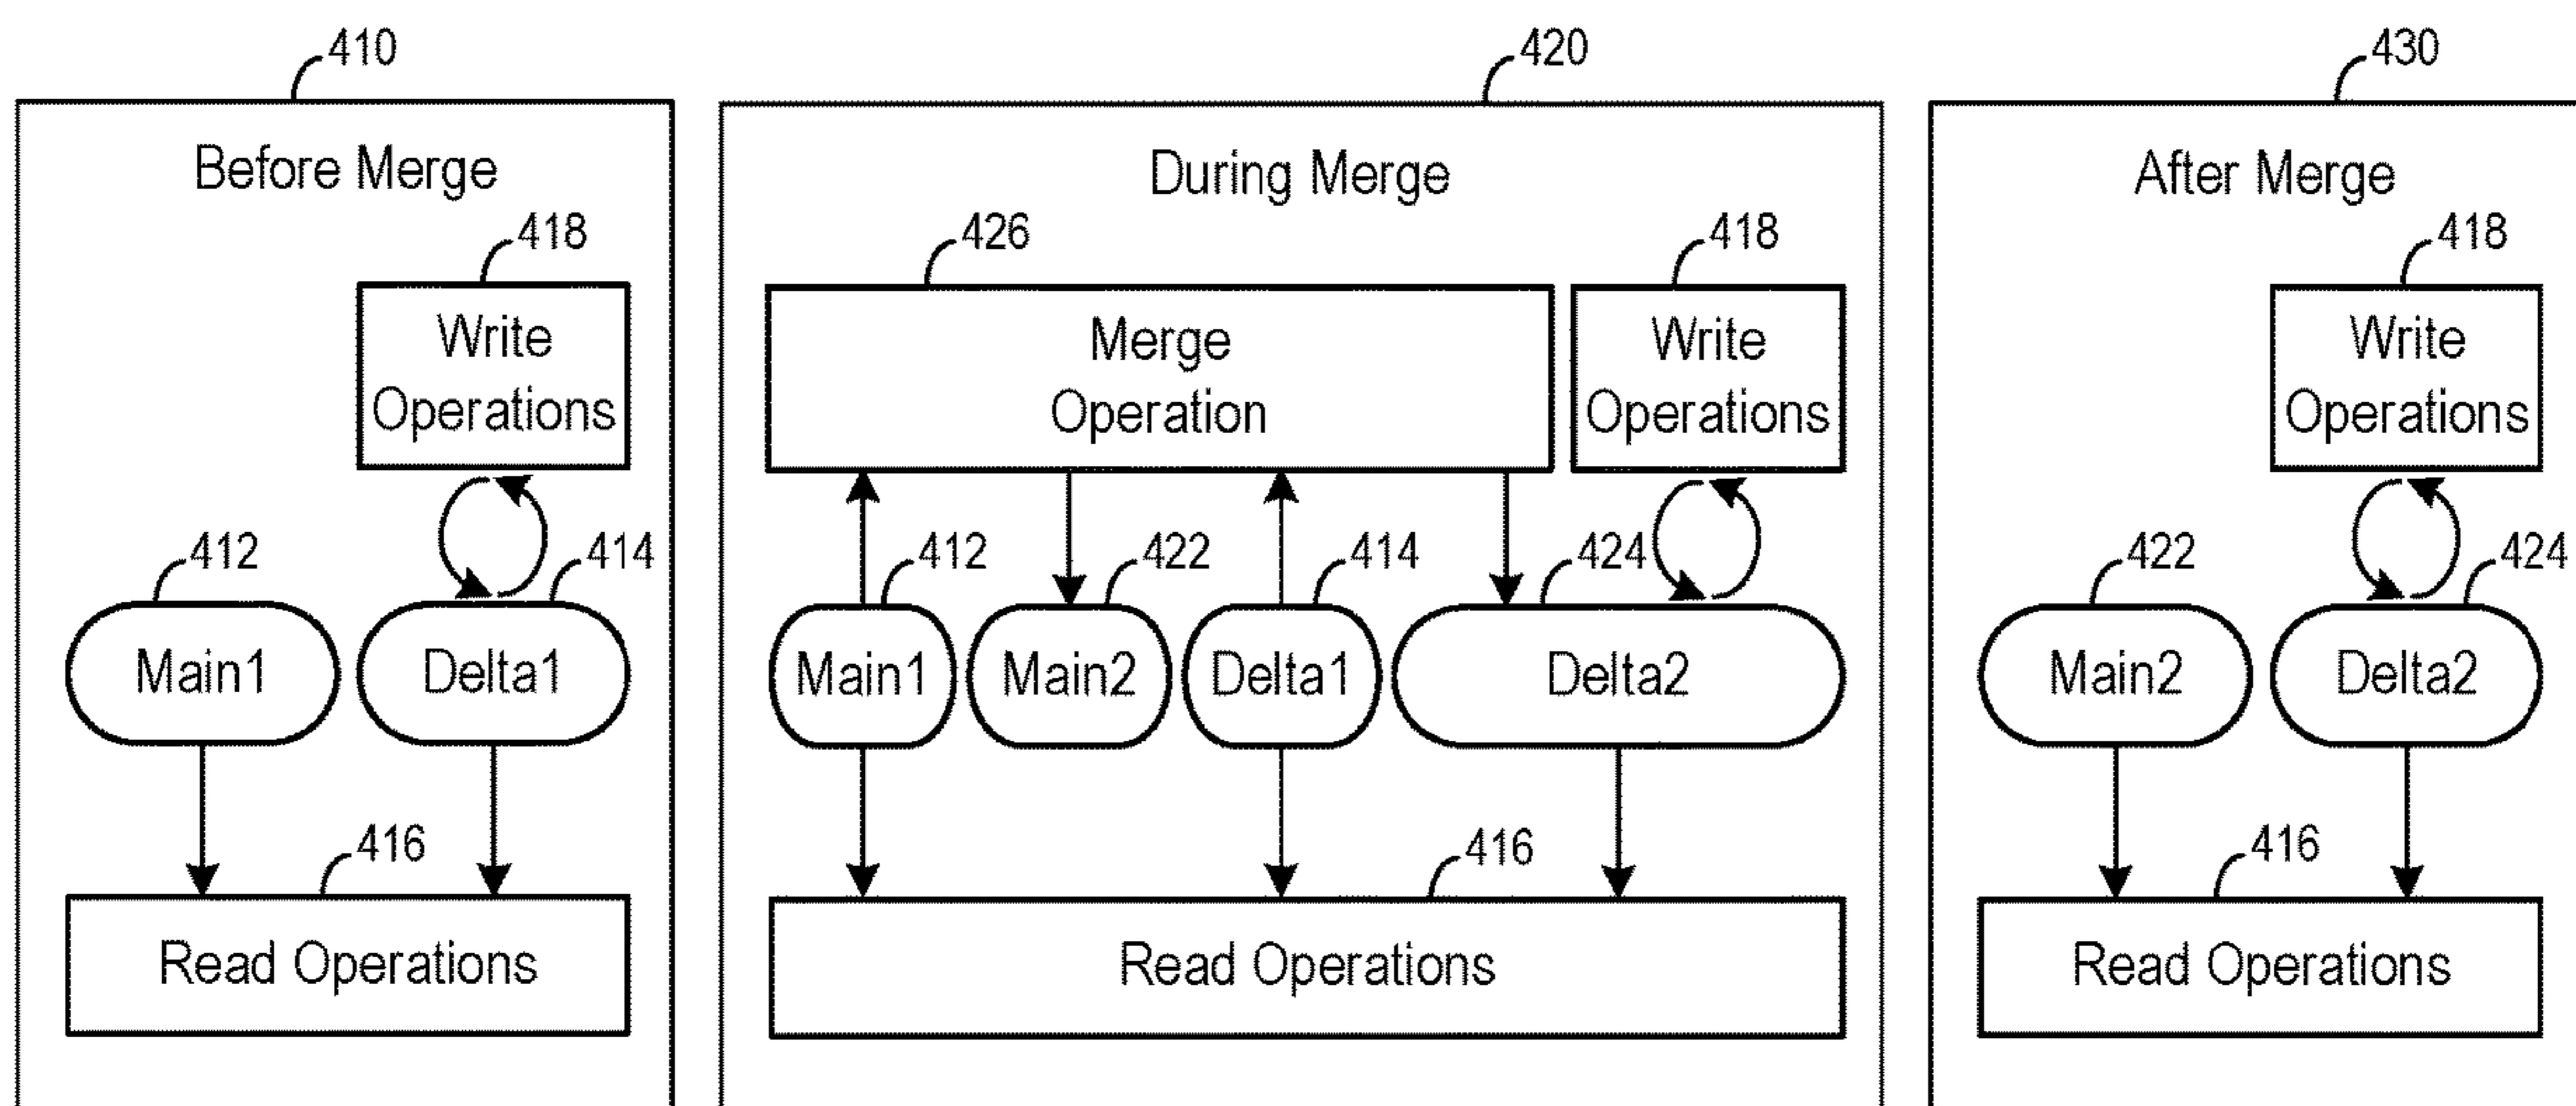 410
Before Merge
418
Write
Operations
412
414
Main1
Delta1
416
Read Operations
420
During Merge
426
418
Merge
Operation
Write
Operations
412
422
414
424
Main1
Main2
Delta1
Delta2
416
Read Operations
430
After Merge
418
Write
Operations
422
424
Main2
Delta2
416
Read Operations